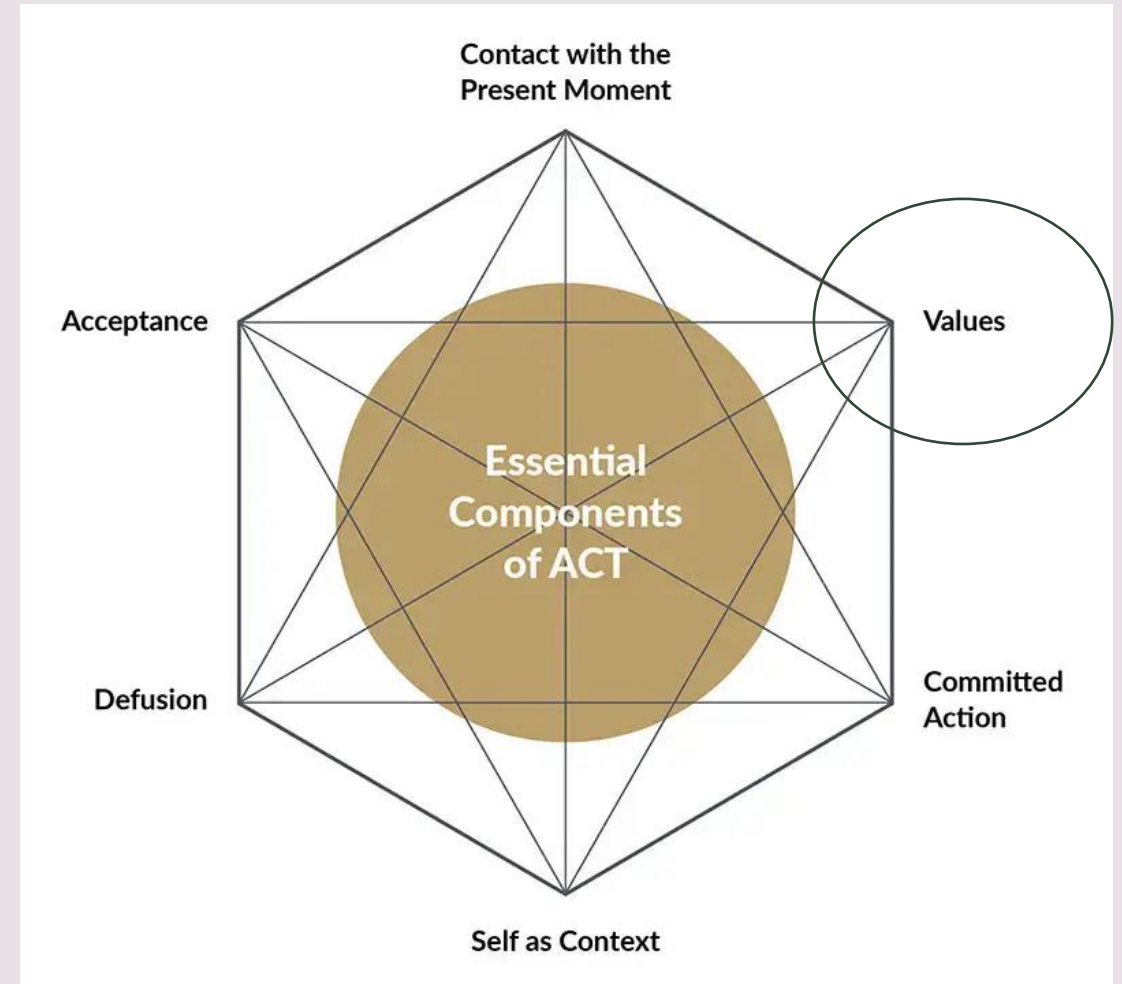 Contact with the
Present Moment
Acceptance
Values
Essential
Components
of ACT
Defusion
Committed
Action
Self as Context